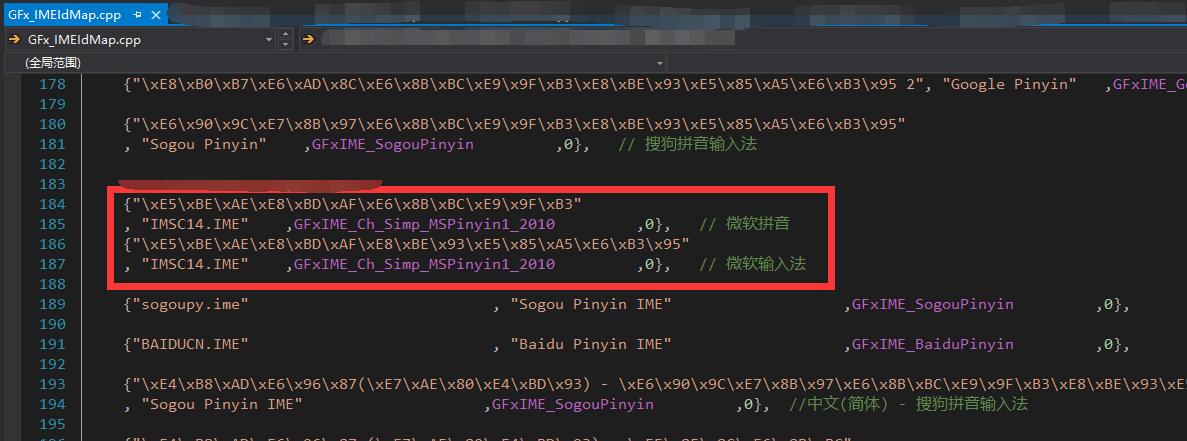 GFx_IMEIdMap.cpp
GFx_IMEIdMap.cpp
(全局范围)
178 {"\xE8\xB0\xB7\xE6\xAD\x8C\xE6\x8B\xBC\xE9\x9F\xB3\xE8\xBE\x93\xE5\x85\xA5\xE6\xB3\x95 2", "Google Pinyin" ,GFxIME_Go
179
180 {"\xE6\x90\x9C\xE7\x8B\x97\xE6\x8B\xBC\xE9\x9F\xB3\xE8\xBE\x93\xE5\x85\xA5\xE6\xB3\x95"
181 , "Sogou Pinyin" ,GFxIME_SogouPinyin ,0}, // 搜狗拼音输入法
182
183
184 {"\xE5\xBE\xAE\xE8\xBD\xAF\xE6\x8B\xBC\xE9\x9F\xB3"
185 , "IMSC14.IME" ,GFxIME_Ch_Simp_MSPinyin1_2010 ,0}, // 微软拼音
186 {"\xE5\xBE\xAE\xE8\xBD\xAF\xE8\xBE\x93\xE5\x85\xA5\xE6\xB3\x95"
187 , "IMSC14.IME" ,GFxIME_Ch_Simp_MSPinyin1_2010 ,0}, // 微软输入法
188
189 {"sogoupy.ime" , "Sogou Pinyin IME" ,GFxIME_SogouPinyin ,0},
190
191 {"BAIDUCN.IME" , "Baidu Pinyin IME" ,GFxIME_BaiduPinyin ,0},
192
193 {"\xE4\xB8\xAD\xE6\x96\x87(\xE7\xAE\x80\xE4\xBD\x93) - \xE6\x90\x9C\xE7\x8B\x97\xE6\x8B\xBC\xE9\x9F\xB3\xE8\xBE\x93\xE5
194 , "Sogou Pinyin IME" ,GFxIME_SogouPinyin ,0}, //中文(简体) - 搜狗拼音输入法
195